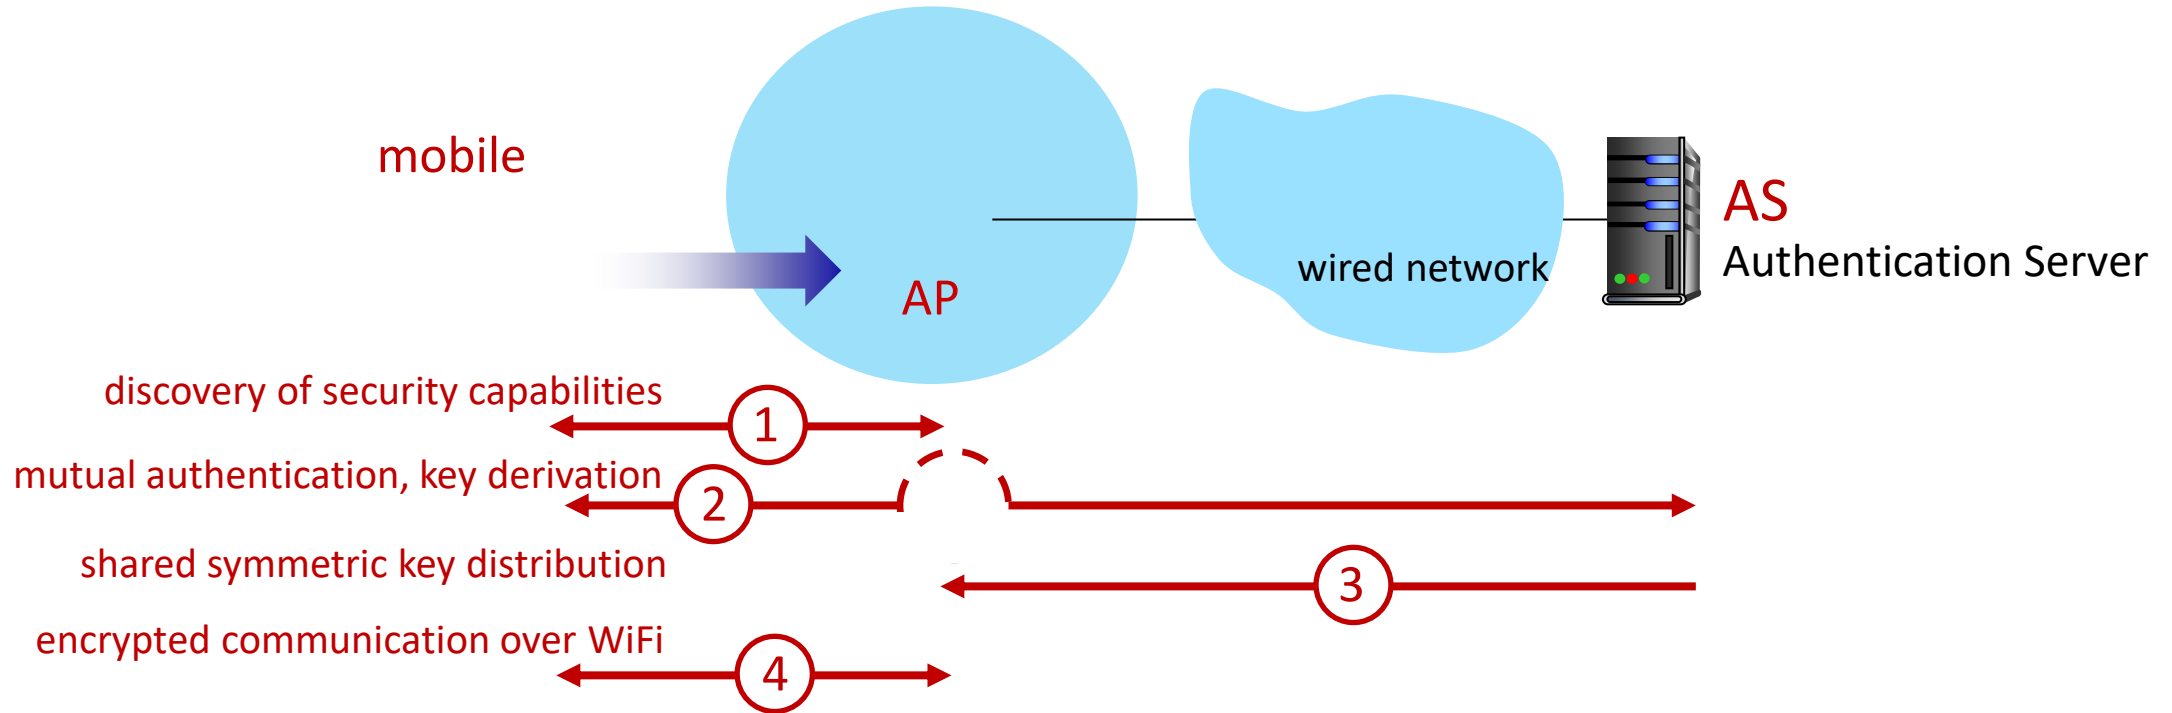 mobile
AP
wired network
AS
Authentication Server
discovery of security capabilities
1
mutual authentication, key derivation
2
shared symmetric key distribution
3
encrypted communication over WiFi
4